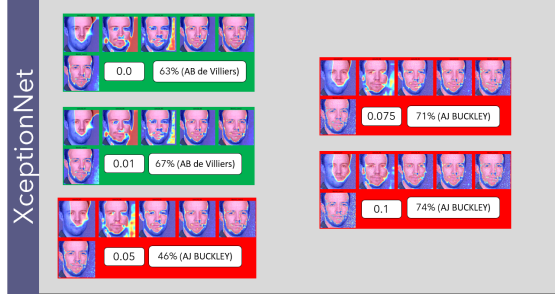 XceptionNet
0.0
63% (AB de Villiers)
0.01
67% (AB de Villiers)
0.05
46% (AJ BUCKLEY)
0.075
71% (AJ BUCKLEY)
0.1
74% (AJ BUCKLEY)